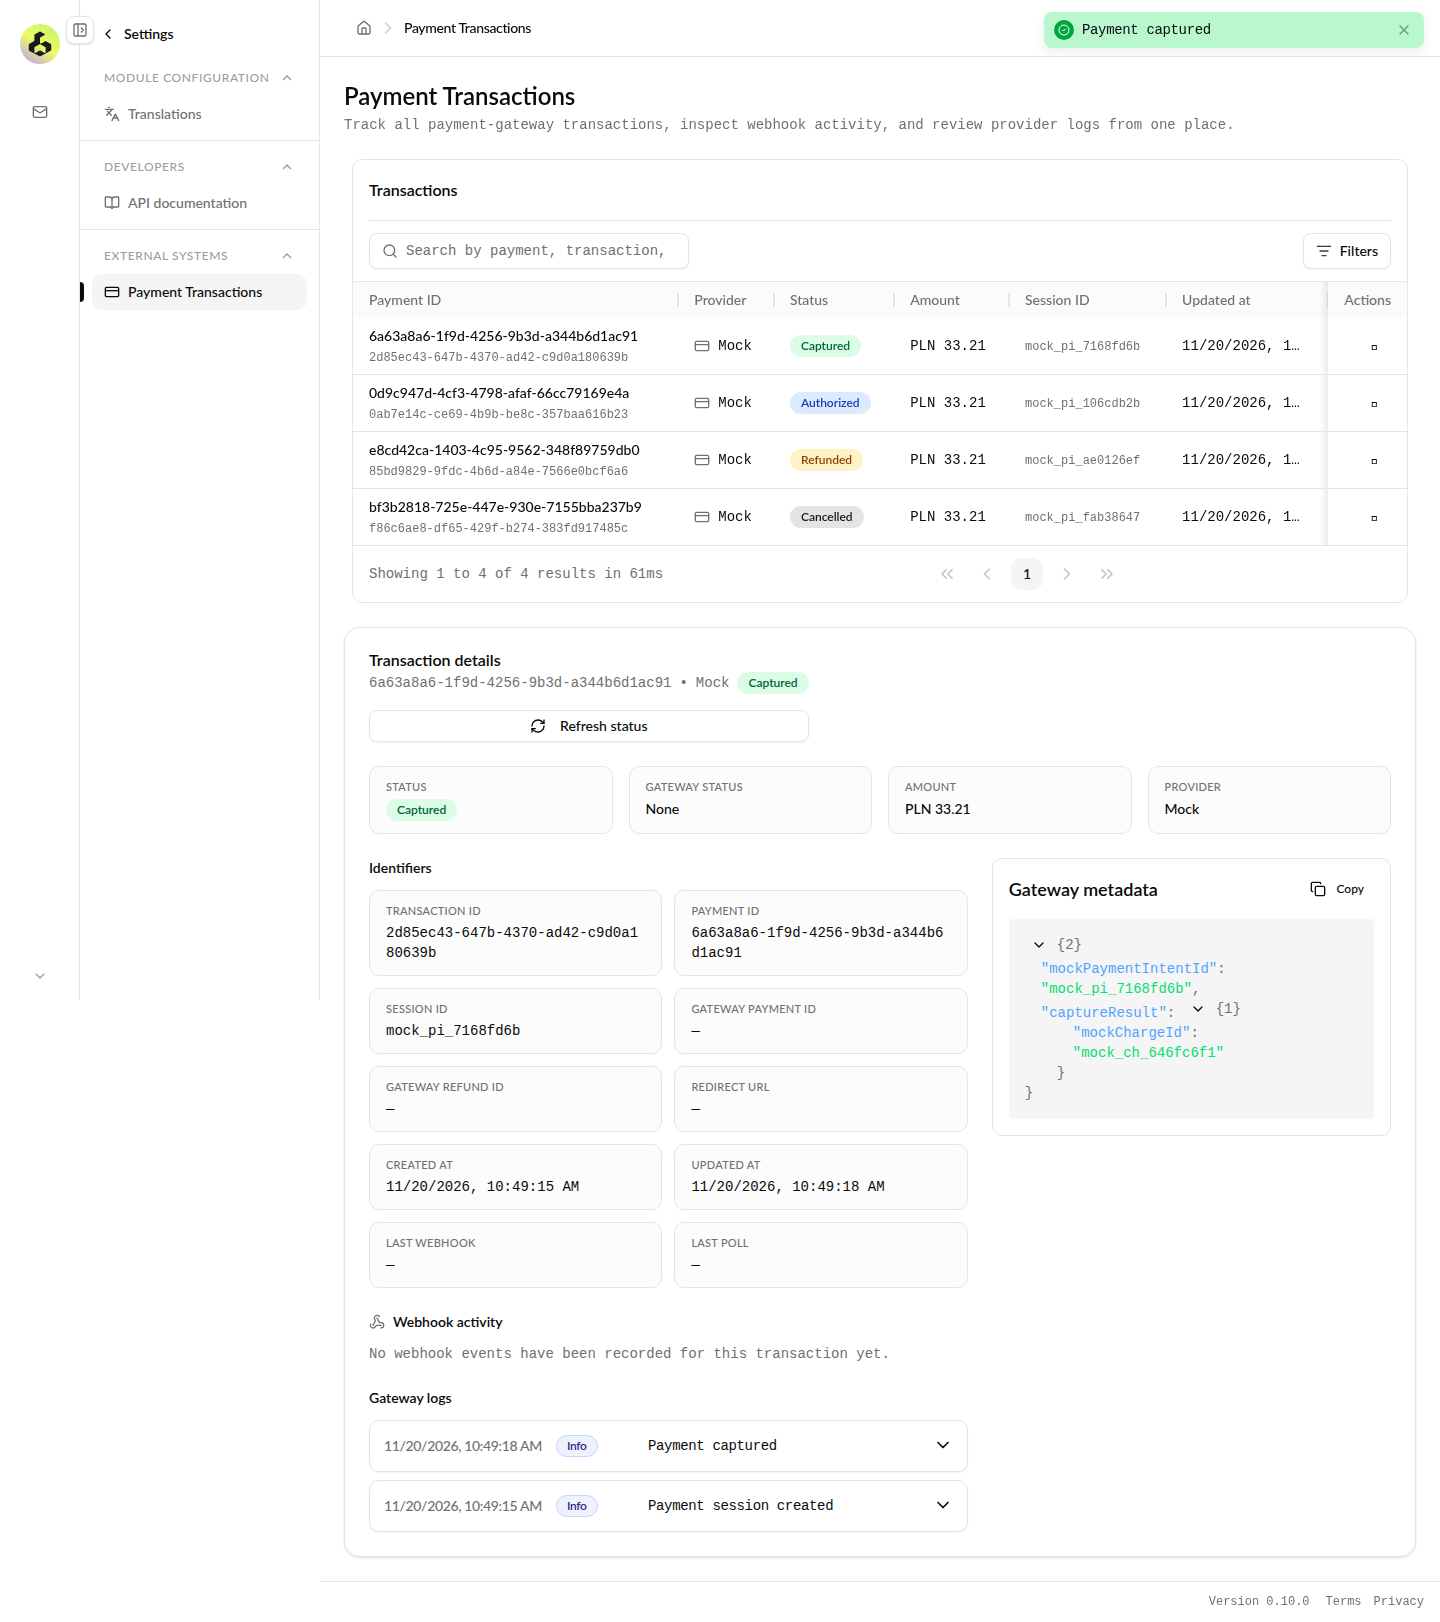 Settings
MODULE CONFIGURATION
Translations
DEVELOPERS
API documentation
EXTERNAL SYSTEMS
Payment Transactions
Payment Transactions
Payment captured
Payment Transactions
Track all payment-gateway transactions, inspect webhook activity, and review provider logs from one place.
Transactions
Search by payment, transaction,
Filters
Payment ID Provider Status Amount Session ID Updated at Actions
6a63a8a6-1f9d-4256-9b3d-a344b6d1ac91
2d85ec43-647b-4370-ad42-c9d0a180639b
Mock Captured PLN 33.21 mock_pi_7168fd6b 11/20/2026, 1…
0d9c947d-4cf3-4798-afaf-66cc79169e4a
0ab7e14c-ce69-4b9b-be8c-357baa616b23
Mock Authorized PLN 33.21 mock_pi_106cdb2b 11/20/2026, 1…
e8cd42ca-1403-4c95-9562-348f89759db0
85bd9829-9fdc-4b6d-a84e-7566e0bcf6a6
Mock Refunded PLN 33.21 mock_pi_ae0126ef 11/20/2026, 1…
bf3b2818-725e-447e-930e-7155bba237b9
f86c6ae8-df65-429f-b274-383fd917485c
Mock Cancelled PLN 33.21 mock_pi_fab38647 11/20/2026, 1…
Showing 1 to 4 of 4 results in 61ms
1
Transaction details
6a63a8a6-1f9d-4256-9b3d-a344b6d1ac91 • Mock Captured
Refresh status
STATUS
Captured
GATEWAY STATUS
None
AMOUNT
PLN 33.21
PROVIDER
Mock
Identifiers
TRANSACTION ID
2d85ec43-647b-4370-ad42-c9d0a1
80639b
PAYMENT ID
6a63a8a6-1f9d-4256-9b3d-a344b6
d1ac91
SESSION ID
mock_pi_7168fd6b
GATEWAY PAYMENT ID
—
GATEWAY REFUND ID
—
REDIRECT URL
—
CREATED AT
11/20/2026, 10:49:15 AM
UPDATED AT
11/20/2026, 10:49:18 AM
LAST WEBHOOK
—
LAST POLL
—
Gateway metadata
Copy
{2}
"mockPaymentIntentId":
"mock_pi_7168fd6b",
"captureResult": {1}
"mockChargeId":
"mock_ch_646fc6f1"
}
}
Webhook activity
No webhook events have been recorded for this transaction yet.
Gateway logs
11/20/2026, 10:49:18 AM Info Payment captured
11/20/2026, 10:49:15 AM Info Payment session created
Version 0.10.0 Terms Privacy